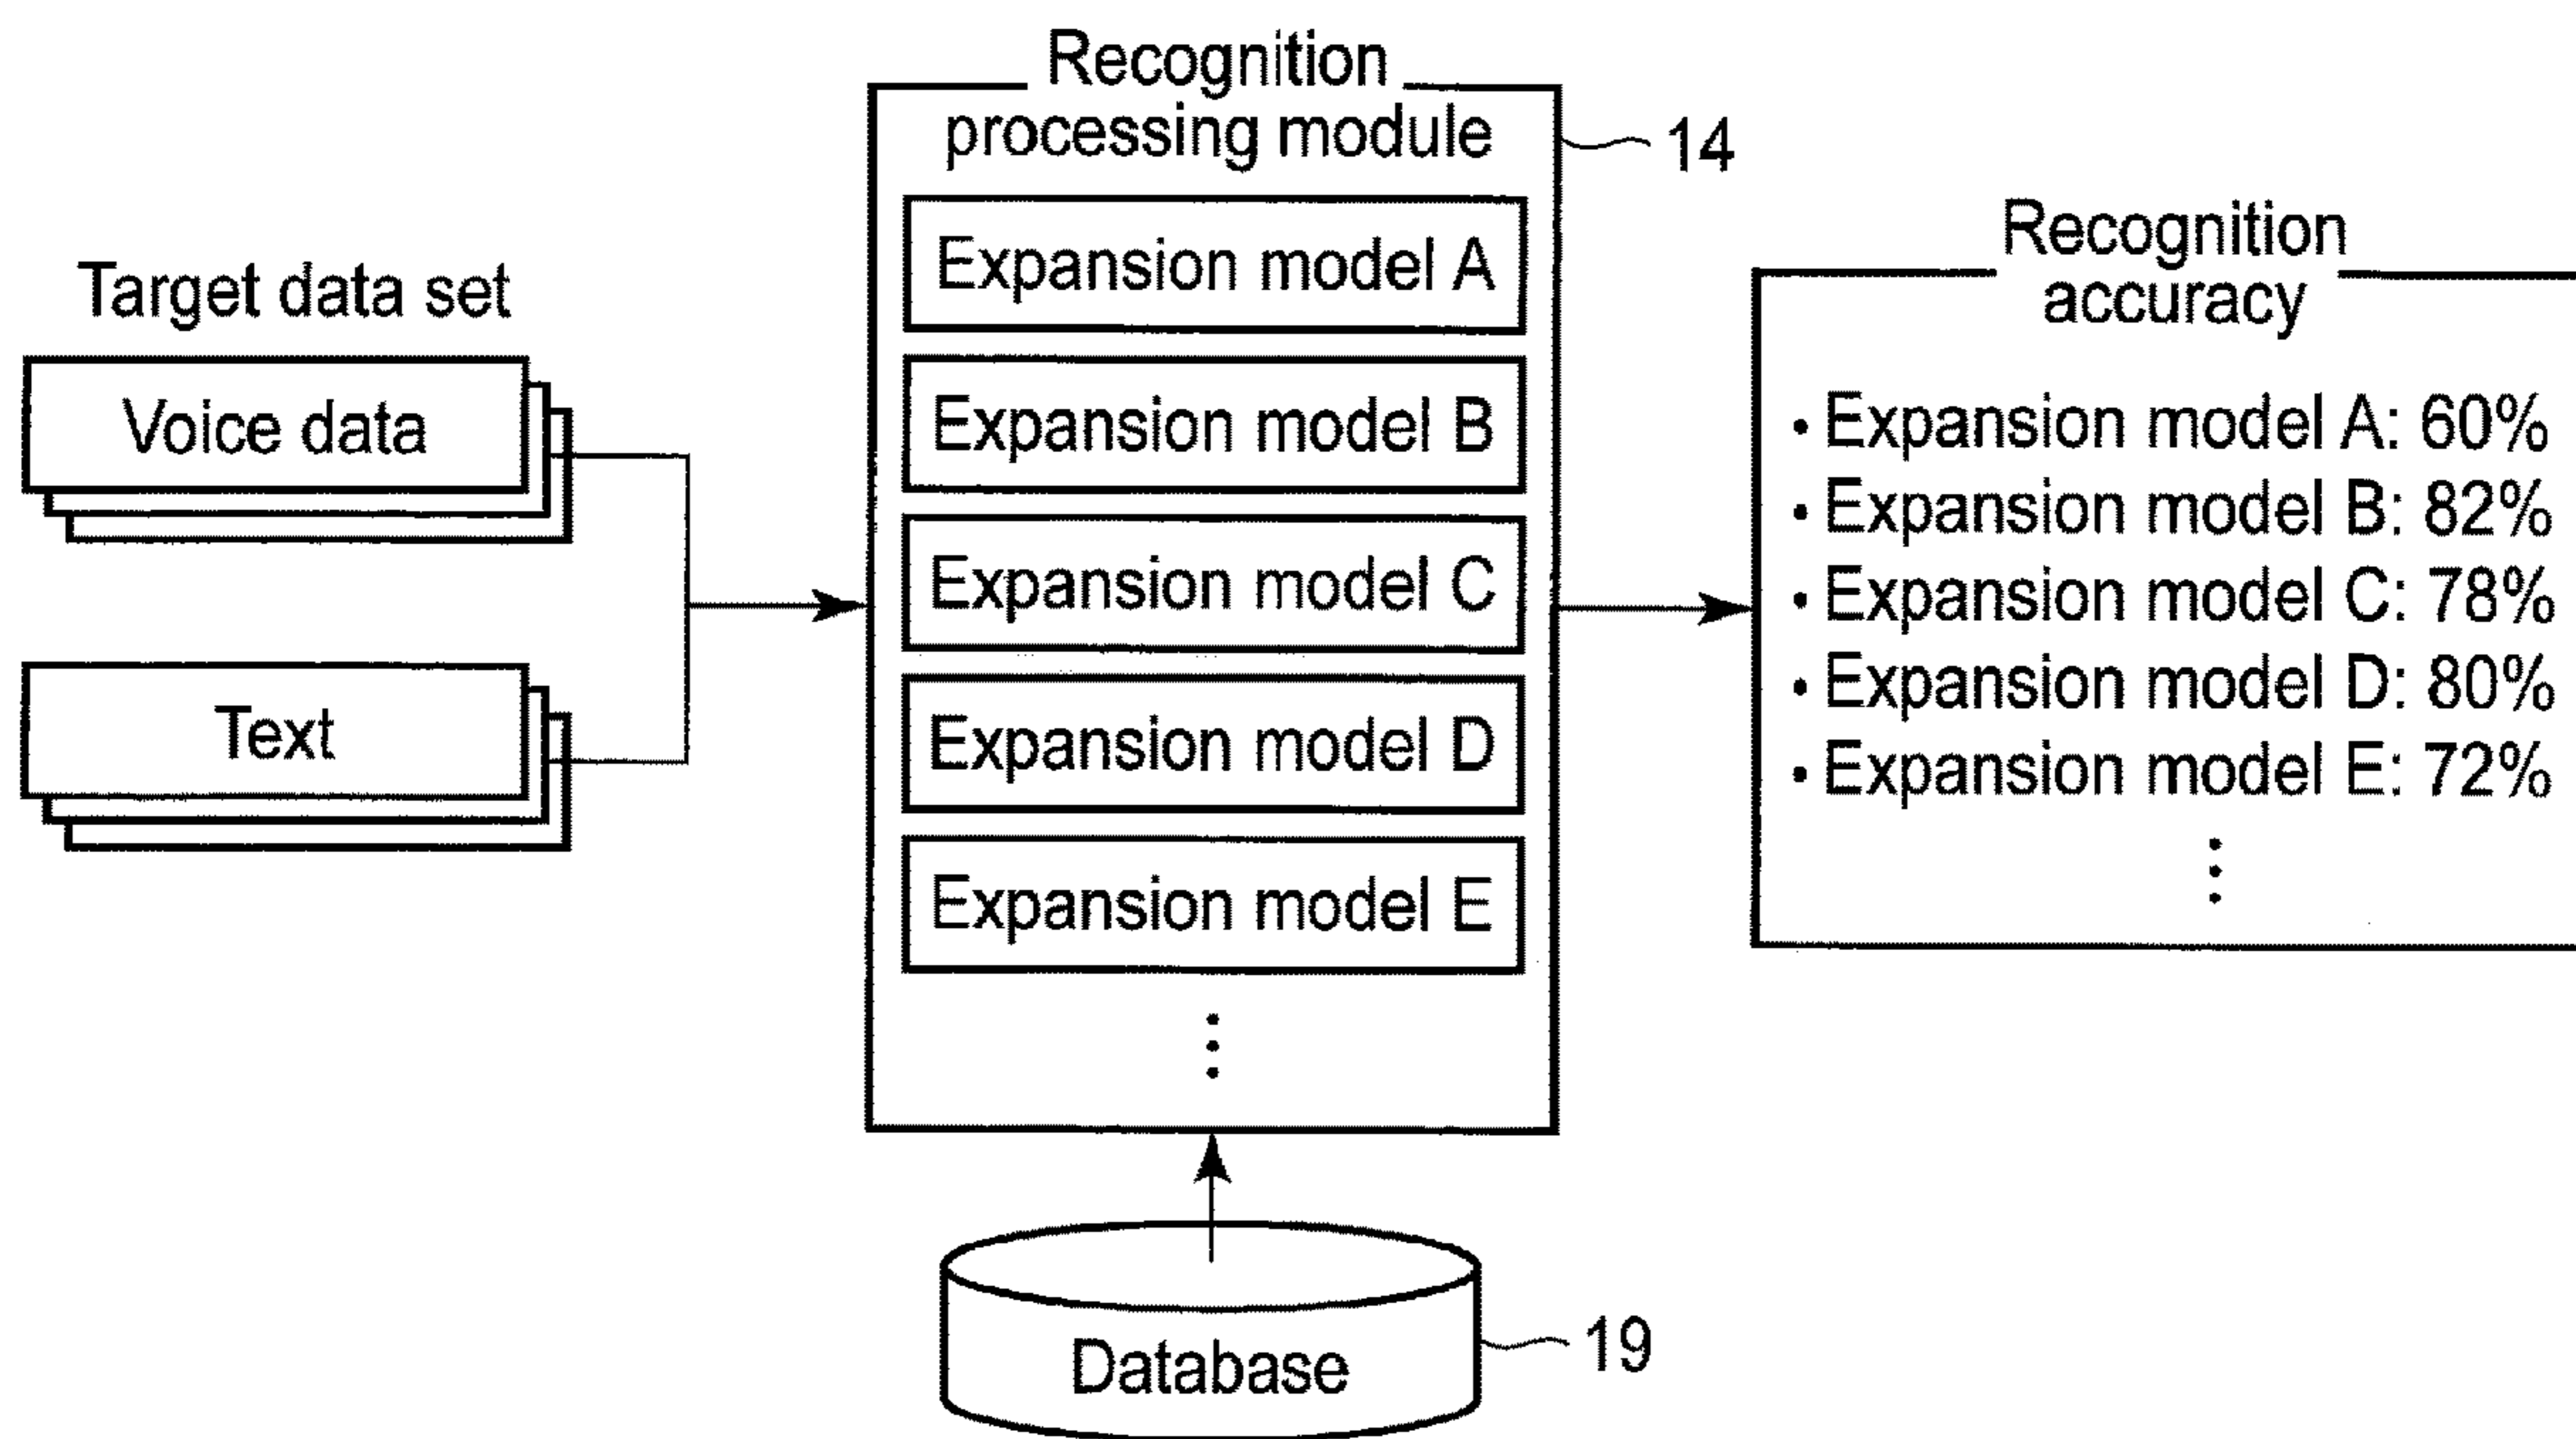 Target data set
Voice data
Text
Recognition
processing module
14
Expansion model A
Expansion model B
Expansion model C
Expansion model D
Expansion model E
Database
19
Recognition
accuracy
• Expansion model A: 60%
• Expansion model B: 82%
• Expansion model C: 78%
• Expansion model D: 80%
• Expansion model E: 72%